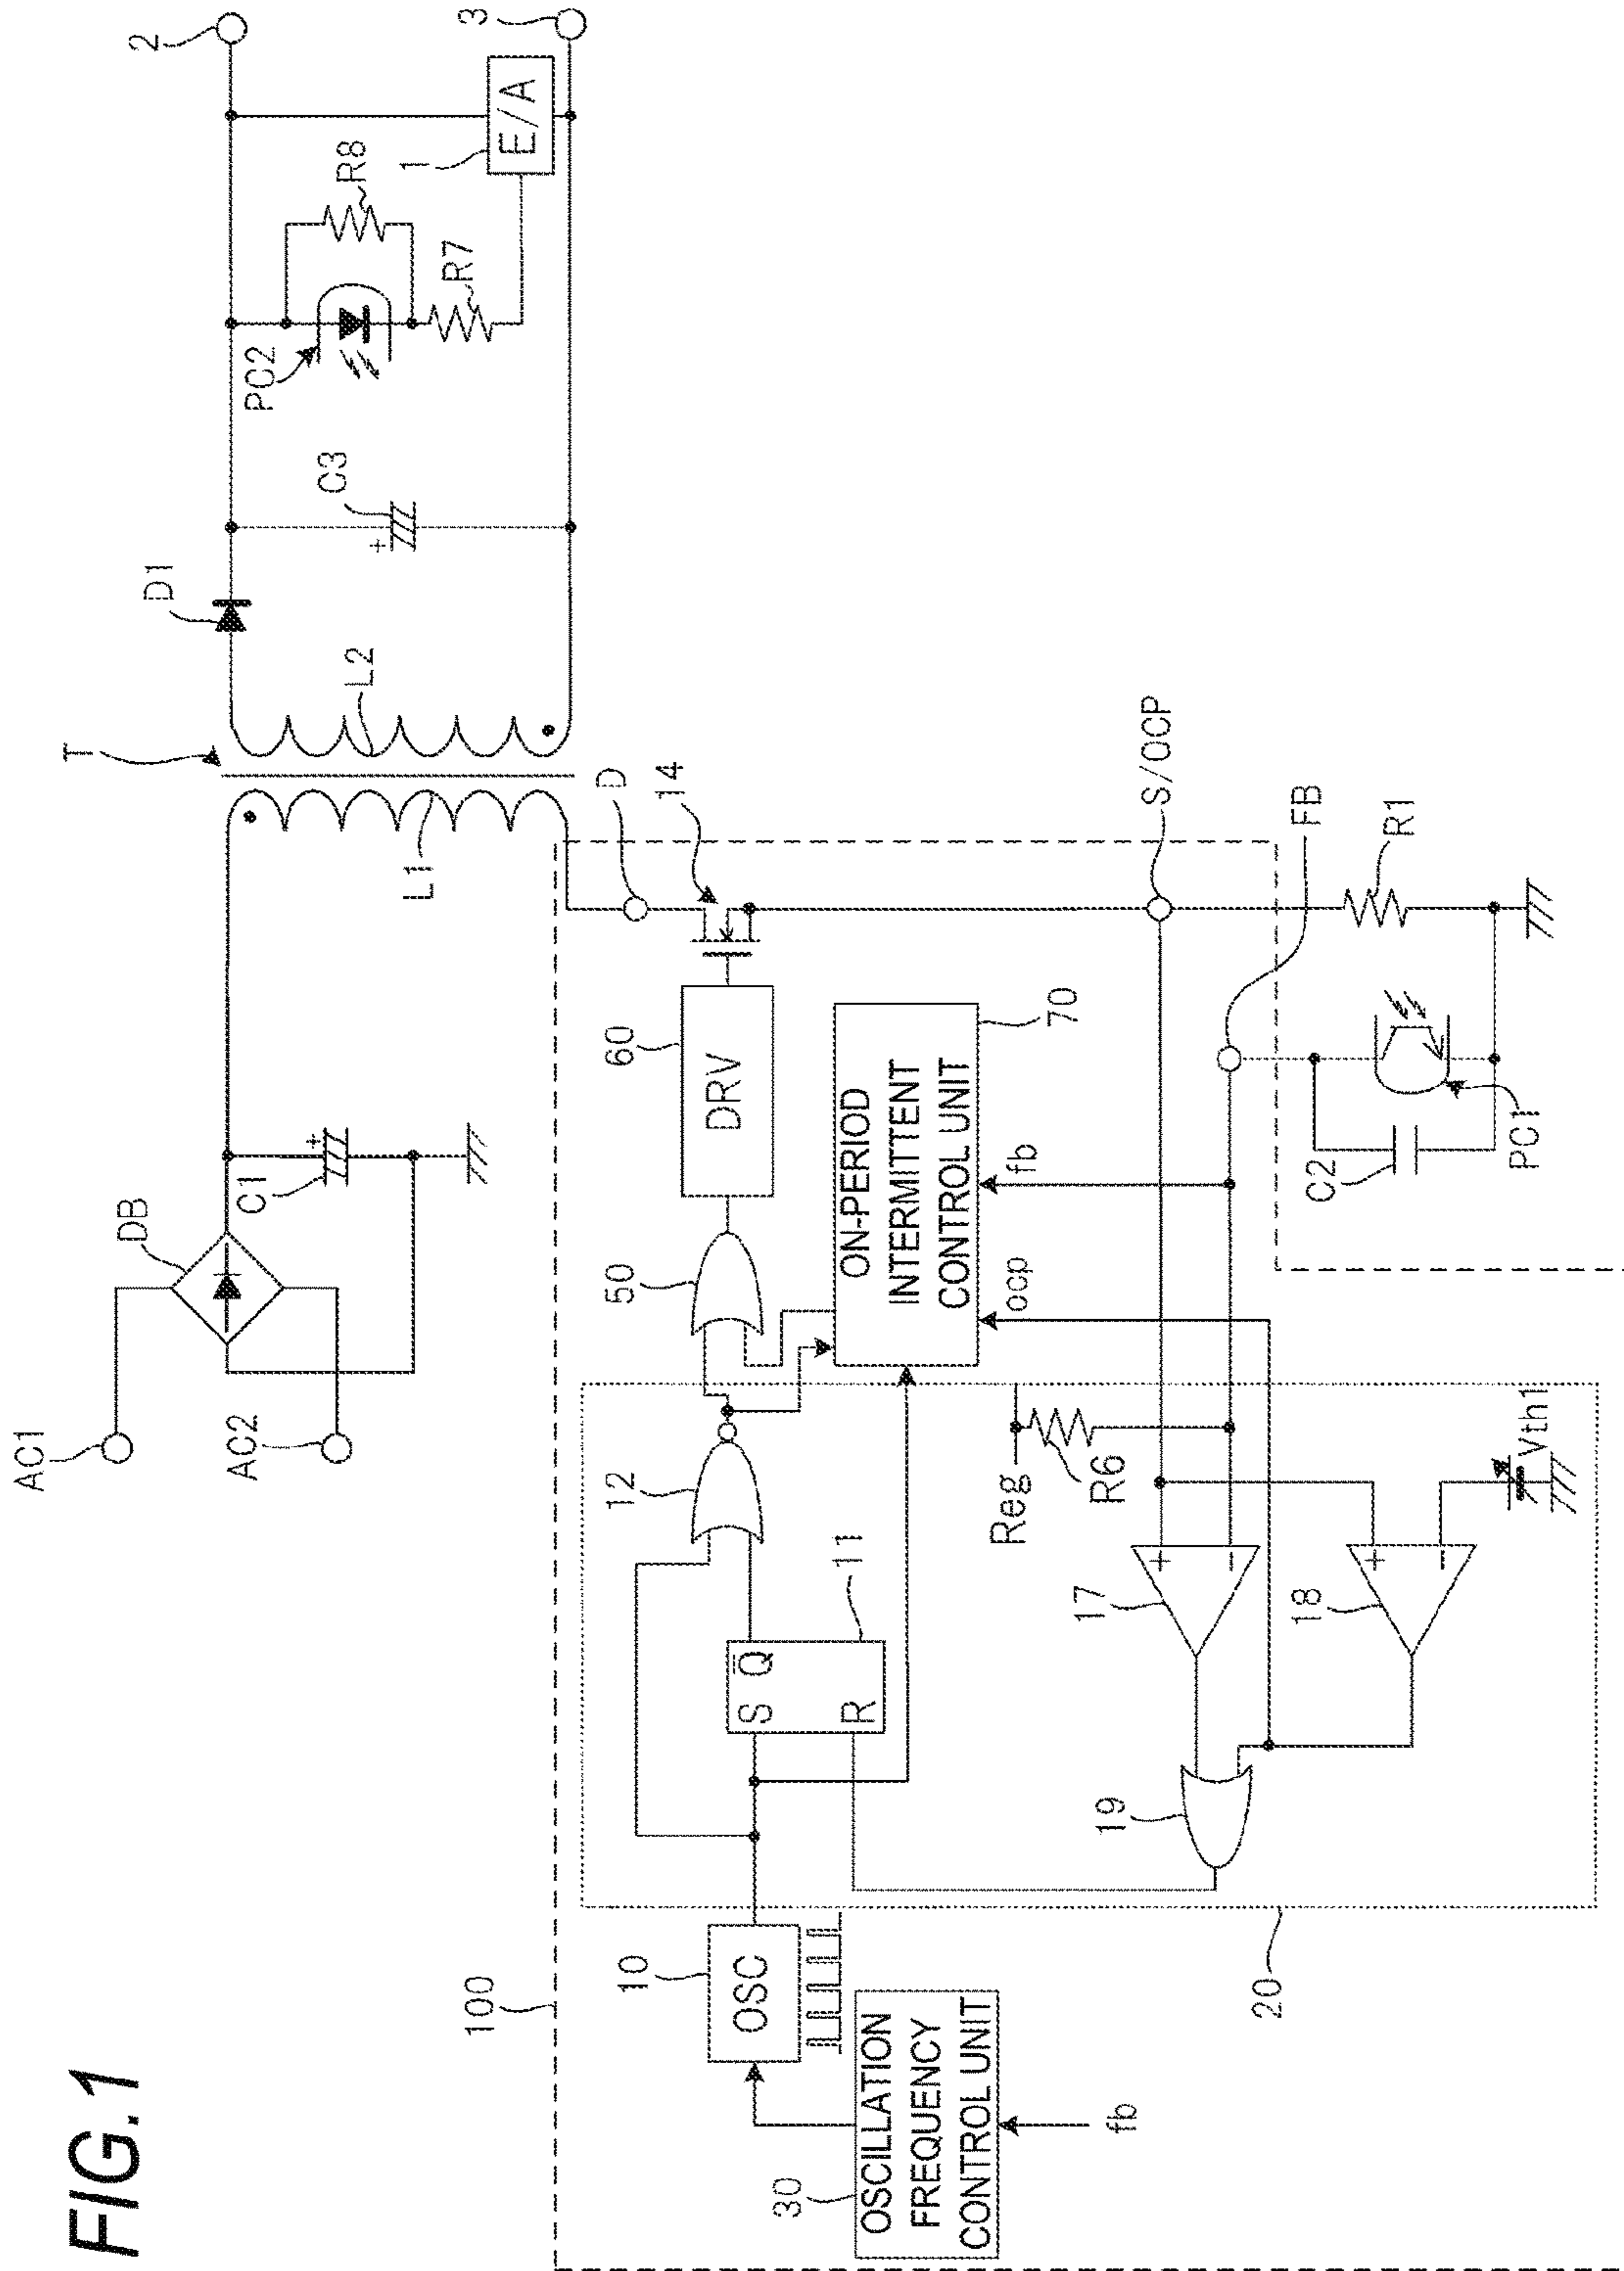 FIG.1
AC1
AC2
DB
C1
+
T
L1
L2
D1
+
C3
PC2
R8
R7
1
E/A
2
3
100
D
14
10
OSC
30
OSCILLATION
FREQUENCY
CONTROL UNIT
fb
12
50
60
DRV
S
Q
R
11
ON-PERIOD
INTERMITTENT
CONTROL UNIT
70
ocp
fb
Reg
R6
17
+
−
18
+
−
Vth1
19
20
S/OCP
FB
R1
C2
PC1